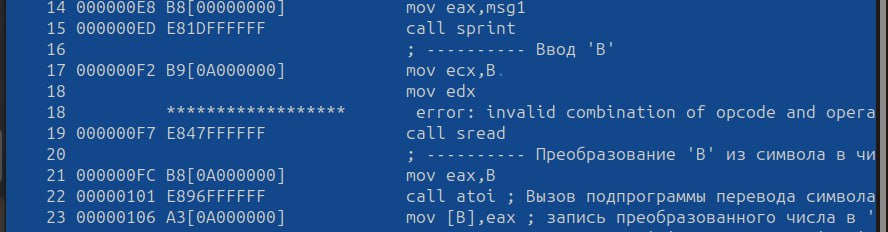 14 000000E8 B8[00000000] mov eax,msg1
15 000000ED E81DFFFFFF call sprint
16 ; ---------- Ввод 'B'
17 000000F2 B9[0A000000] mov ecx,B
18 mov edx
18 ****************** error: invalid combination of opcode and opera
19 000000F7 E847FFFFFF call sread
20 ; ---------- Преобразование 'B' из символа в чи
21 000000FC B8[0A000000] mov eax,B
22 00000101 E896FFFFFF call atoi ; Вызов подпрограммы перевода символа
23 00000106 A3[0A000000] mov [B],eax ; запись преобразованного числа в '